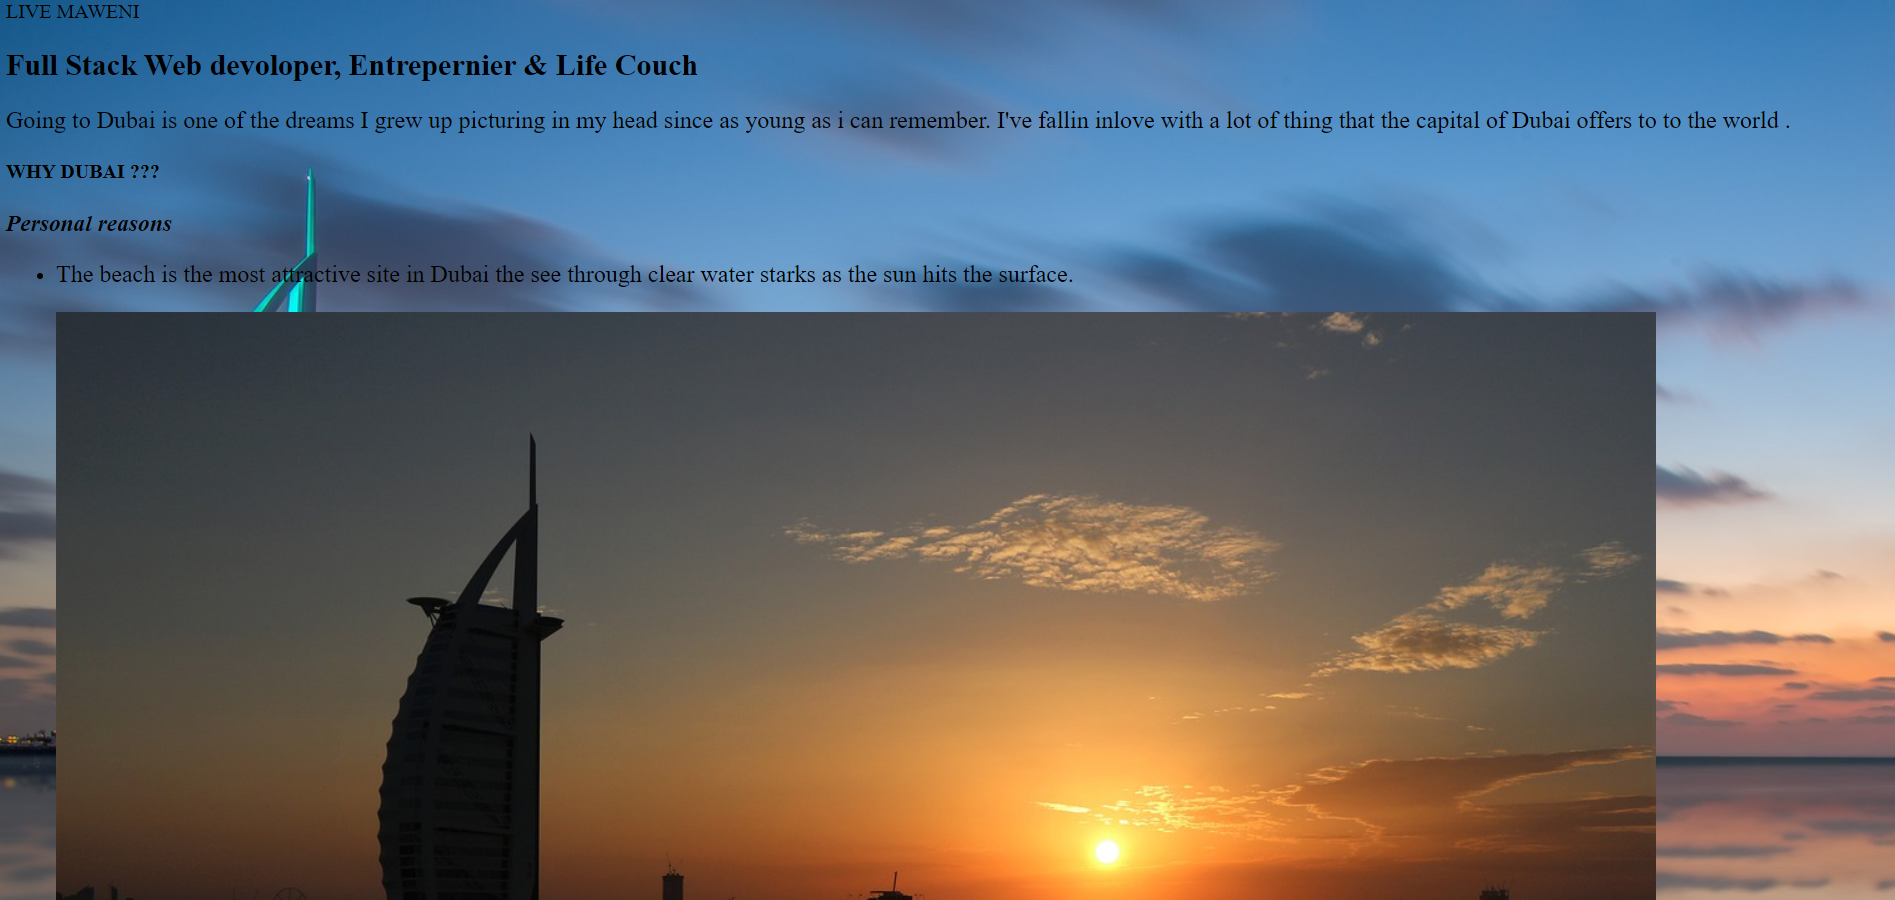 LIVE MAWENI
Full Stack Web devoloper, Entrepernier & Life Couch
Going to Dubai is one of the dreams I grew up picturing in my head since as young as i can remember. I've fallin inlove with a lot of thing that the capital of Dubai offers to to the world .
WHY DUBAI ???
Personal reasons
• The beach is the most attractive site in Dubai the see through clear water starks as the sun hits the surface.